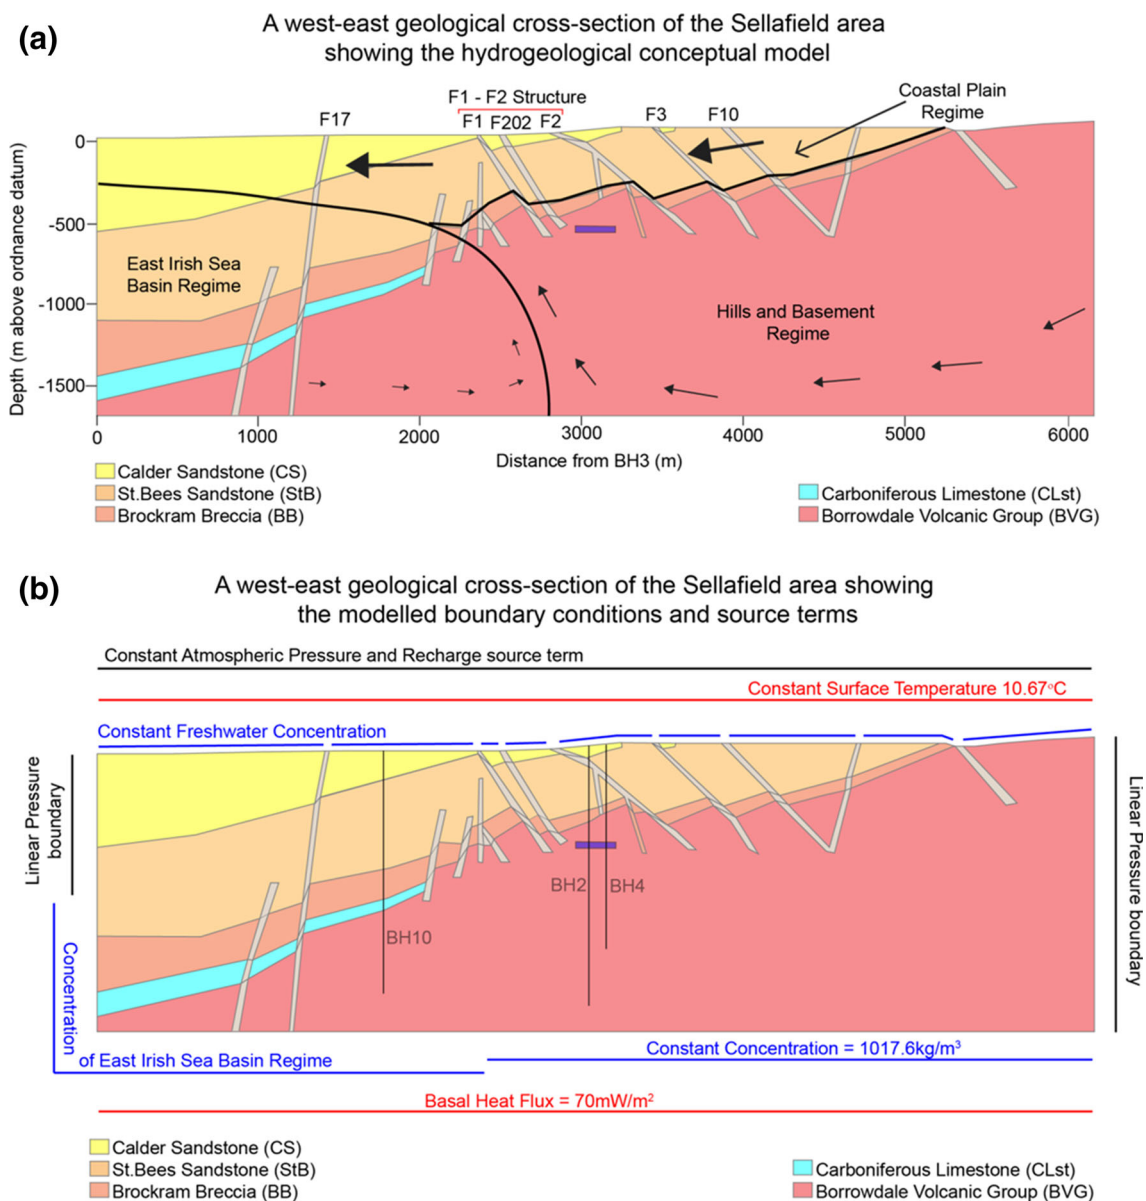 (a)
A west-east geological cross-section of the Sellafield area
showing the hydrogeological conceptual model
Coastal Plain
Regime
F1 - F2 Structure
F17
F1
F202
F2
F3
F10
Depth (m above ordnance datum)
0
-500
-1000
-1500
East Irish Sea
Basin Regime
Hills and Basement
Regime
0
1000
2000
3000
4000
5000
6000
Distance from BH3 (m)
Calder Sandstone (CS)
St.Bees Sandstone (StB)
Brockram Breccia (BB)
Carboniferous Limestone (CLst)
Borrowdale Volcanic Group (BVG)
(b)
A west-east geological cross-section of the Sellafield area showing
the modelled boundary conditions and source terms
Constant Atmospheric Pressure and Recharge source term
Constant Surface Temperature 10.67°C
Constant Freshwater Concentration
Linear Pressure
boundary
Linear Pressure boundary
BH2
BH4
BH10
Concentration
of East Irish Sea Basin Regime
Constant Concentration = 1017.6kg/m³
Basal Heat Flux = 70mW/m²
Calder Sandstone (CS)
St.Bees Sandstone (StB)
Brockram Breccia (BB)
Carboniferous Limestone (CLst)
Borrowdale Volcanic Group (BVG)